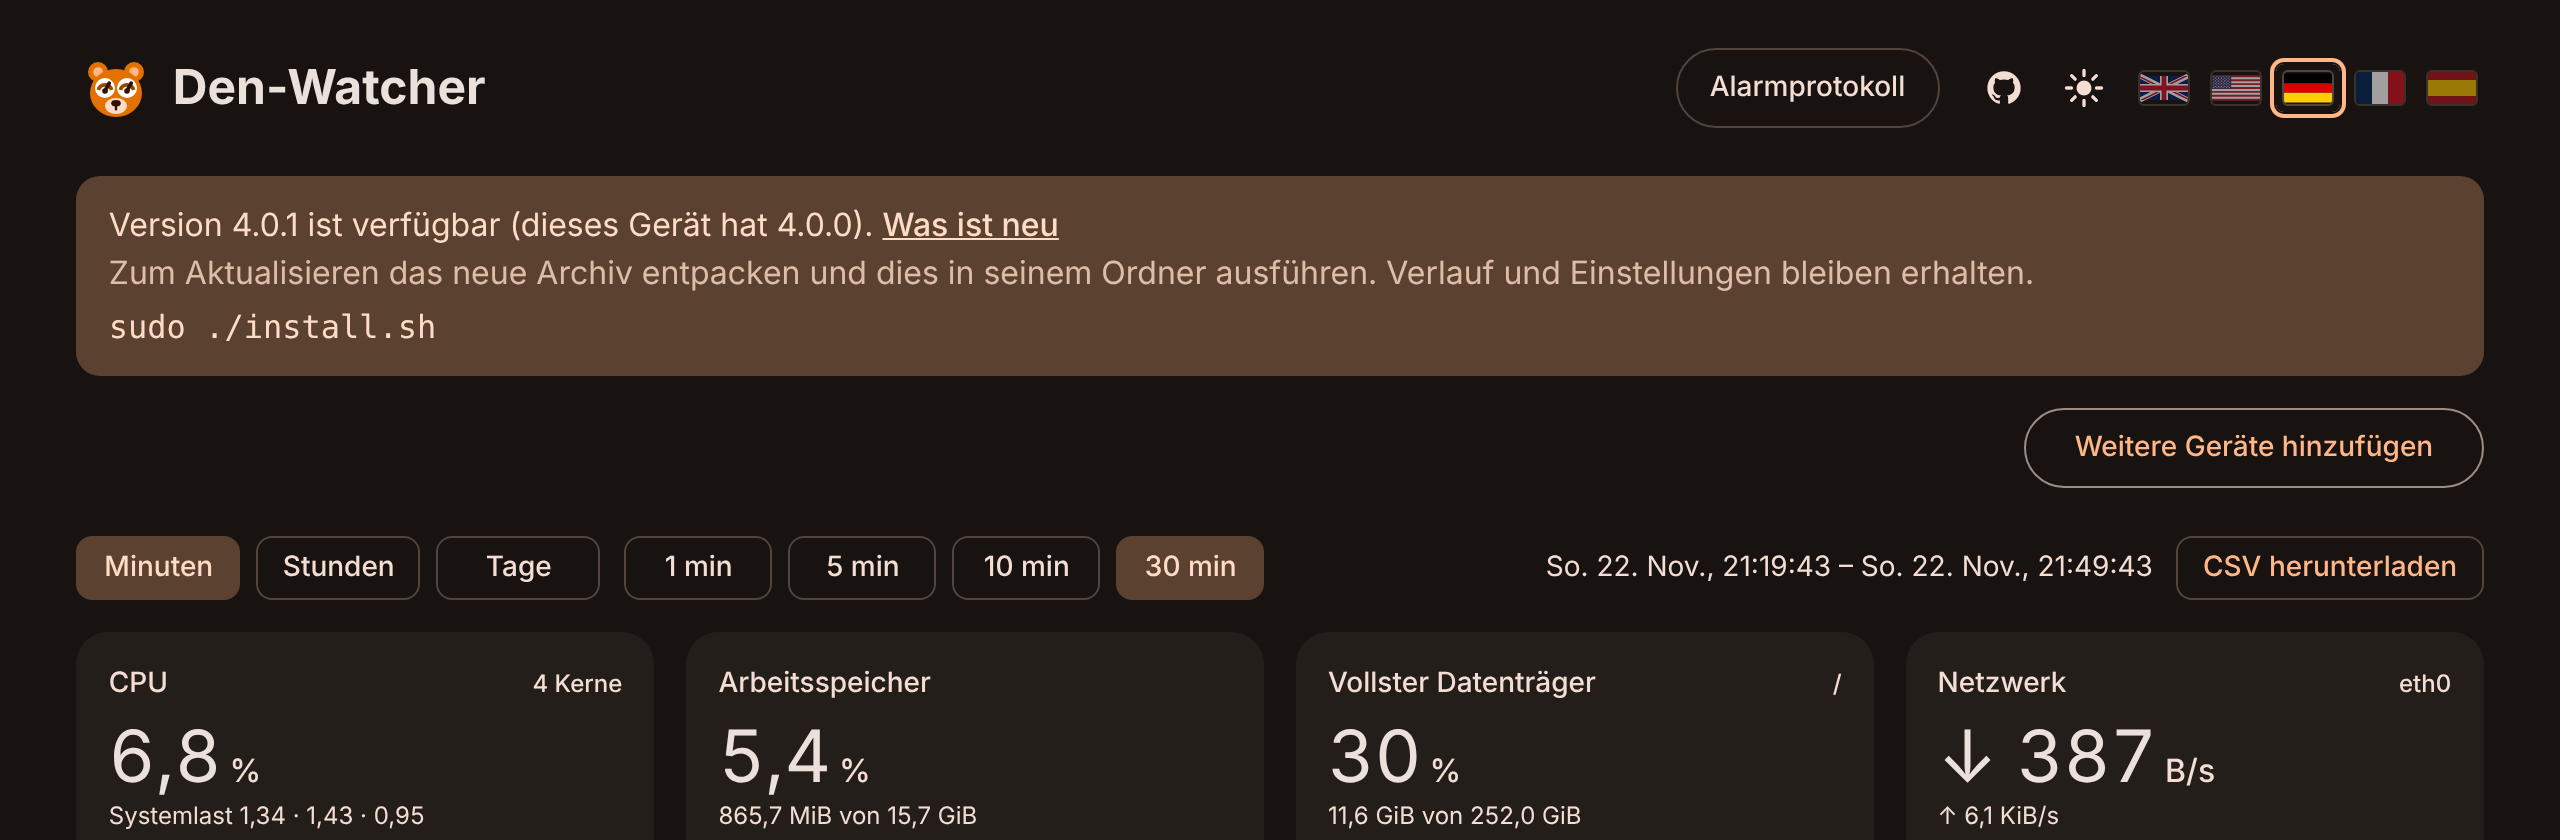 Den-Watcher
Alarmprotokoll
Version 4.0.1 ist verfügbar (dieses Gerät hat 4.0.0). Was ist neu
Zum Aktualisieren das neue Archiv entpacken und dies in seinem Ordner ausführen. Verlauf und Einstellungen bleiben erhalten.
sudo ./install.sh
Weitere Geräte hinzufügen
Minuten Stunden Tage 1 min 5 min 10 min 30 min So. 22. Nov., 21:19:43 – So. 22. Nov., 21:49:43 CSV herunterladen
CPU 4 Kerne
6,8 %
Systemlast 1,34 · 1,43 · 0,95
Arbeitsspeicher
5,4 %
865,7 MiB von 15,7 GiB
Vollster Datenträger /
30 %
11,6 GiB von 252,0 GiB
Netzwerk eth0
↓ 387 B/s
↑ 6,1 KiB/s